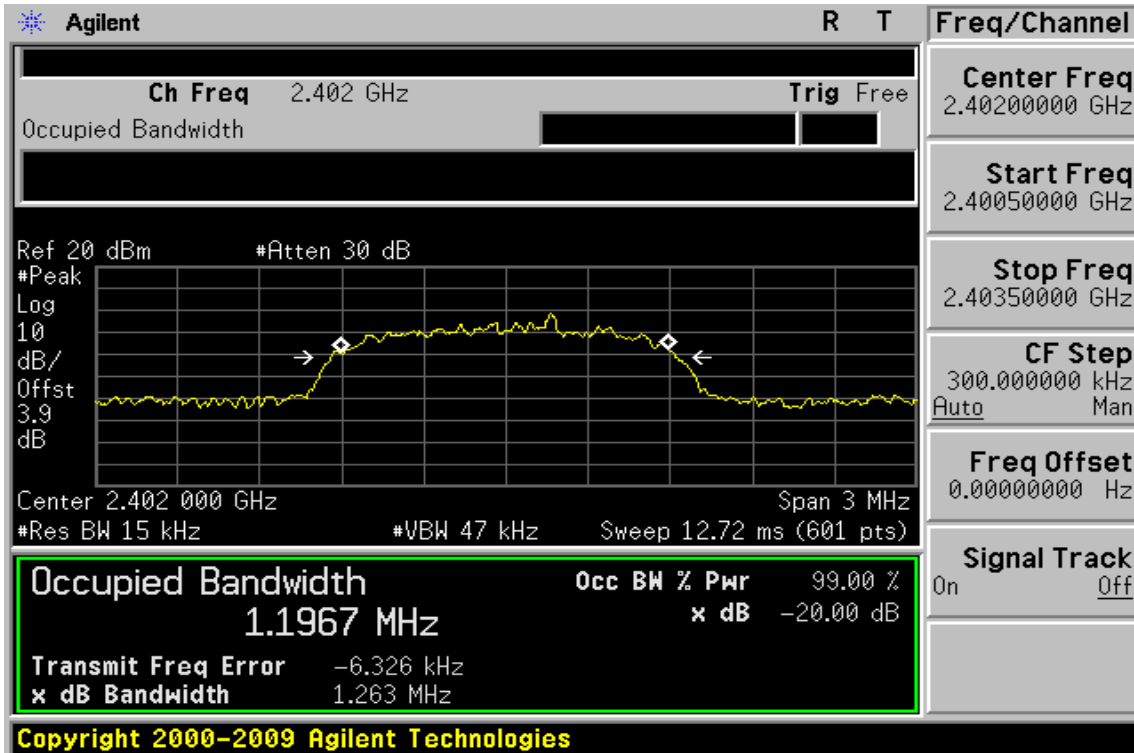 Agilent R T Freq/Channel
Ch Freq 2.402 GHz Trig Free
Occupied Bandwidth
Center Freq
2.40200000 GHz
Start Freq
2.40050000 GHz
Stop Freq
2.40350000 GHz
CF Step
300.000000 kHz
Auto Man
Freq Offset
0.00000000 Hz
Signal Track
On Off
Ref 20 dBm #Atten 30 dB
#Peak
Log
10
dB/
Offst
3.9
dB
Center 2.402 000 GHz Span 3 MHz
#Res BW 15 kHz #VBW 47 kHz Sweep 12.72 ms (601 pts)
Occupied Bandwidth Occ BW % Pwr 99.00 %
1.1967 MHz x dB -20.00 dB
Transmit Freq Error -6.326 kHz
x dB Bandwidth 1.263 MHz
Copyright 2000-2009 Agilent Technologies